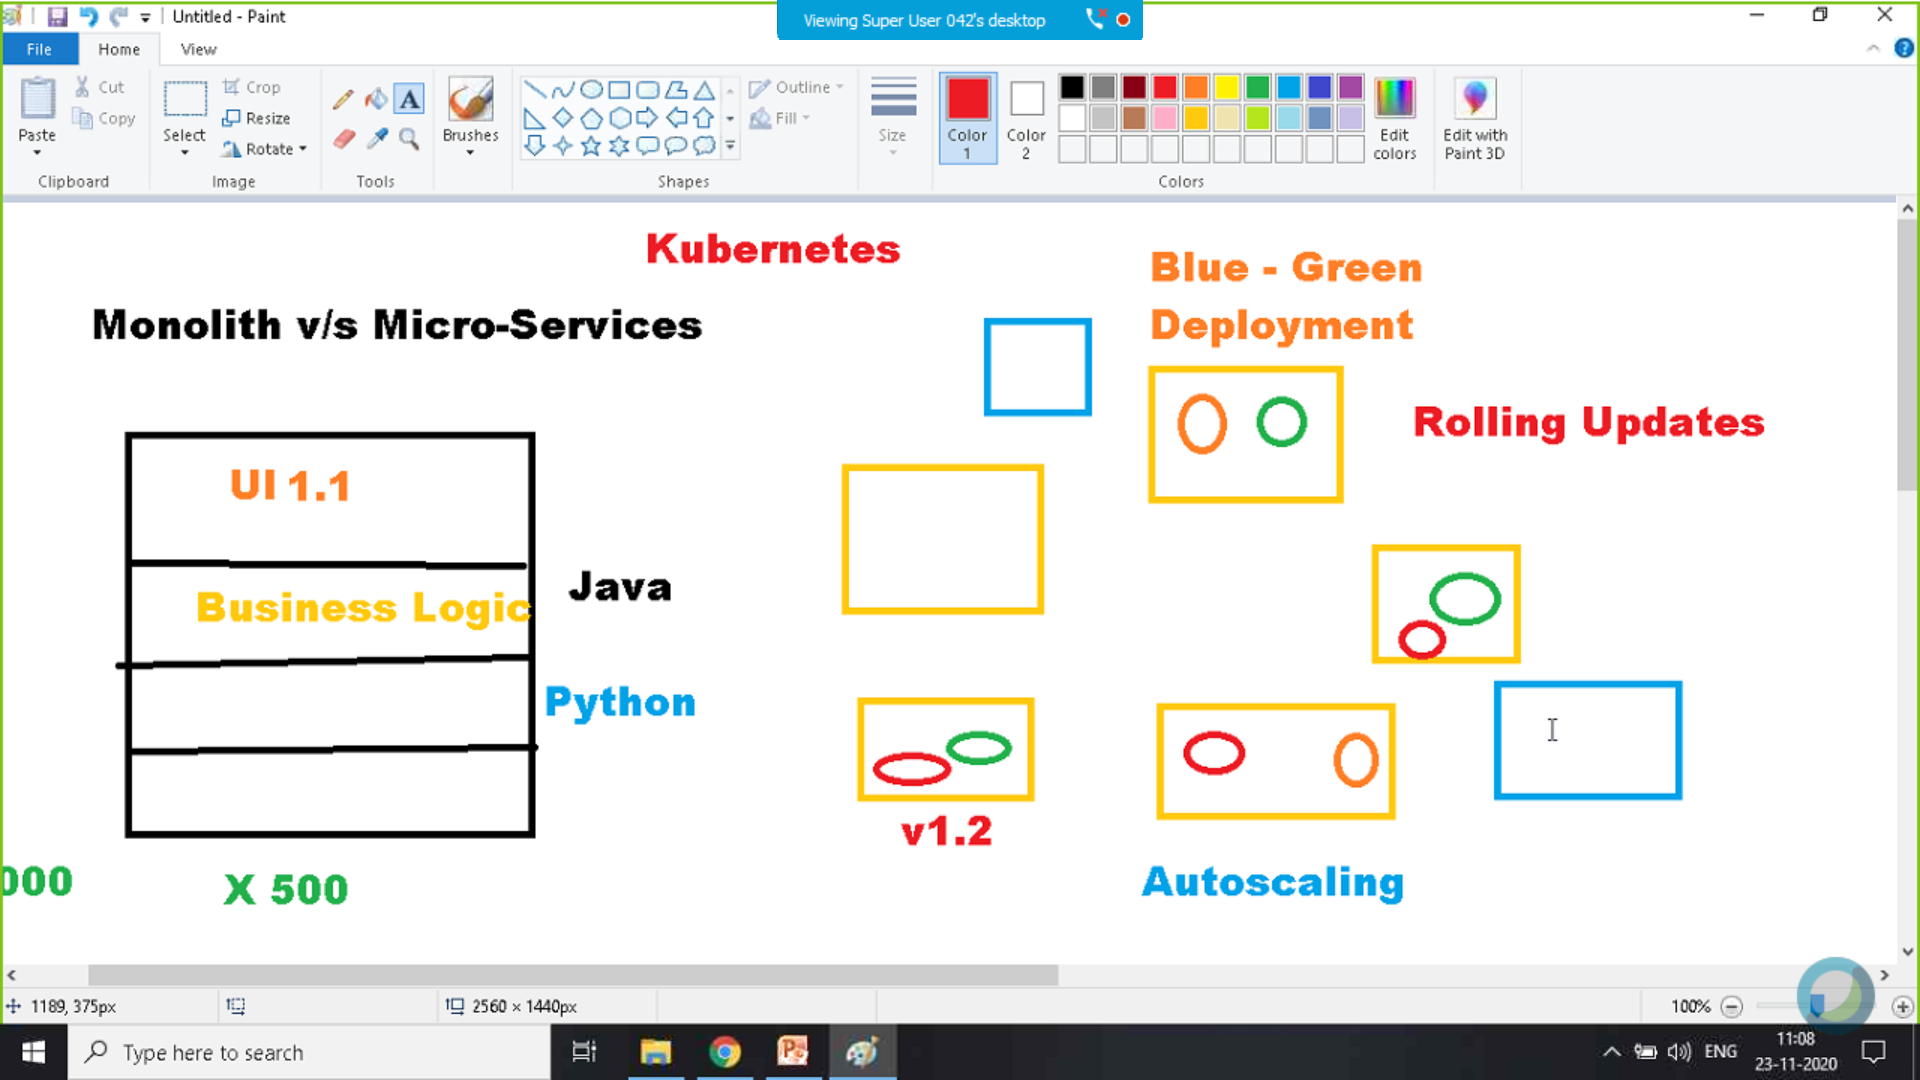 Untitled - Paint
Viewing Super User 042's desktop
File
Home
View
Paste
Cut
Copy
Clipboard
Select
Crop
Resize
Rotate
Image
A
Tools
Brushes
Shapes
Outline
Fill
Size
Color
1
Color
2
Edit
colors
Colors
Edit with
Paint 3D
Kubernetes
Monolith v/s Micro-Services
Blue - Green
Deployment
Rolling Updates
UI 1.1
Business Logic
Java
Python
v1.2
Autoscaling
000
X 500
1189, 375px
2560 × 1440px
100%
Type here to search
ENG
11:08
23-11-2020